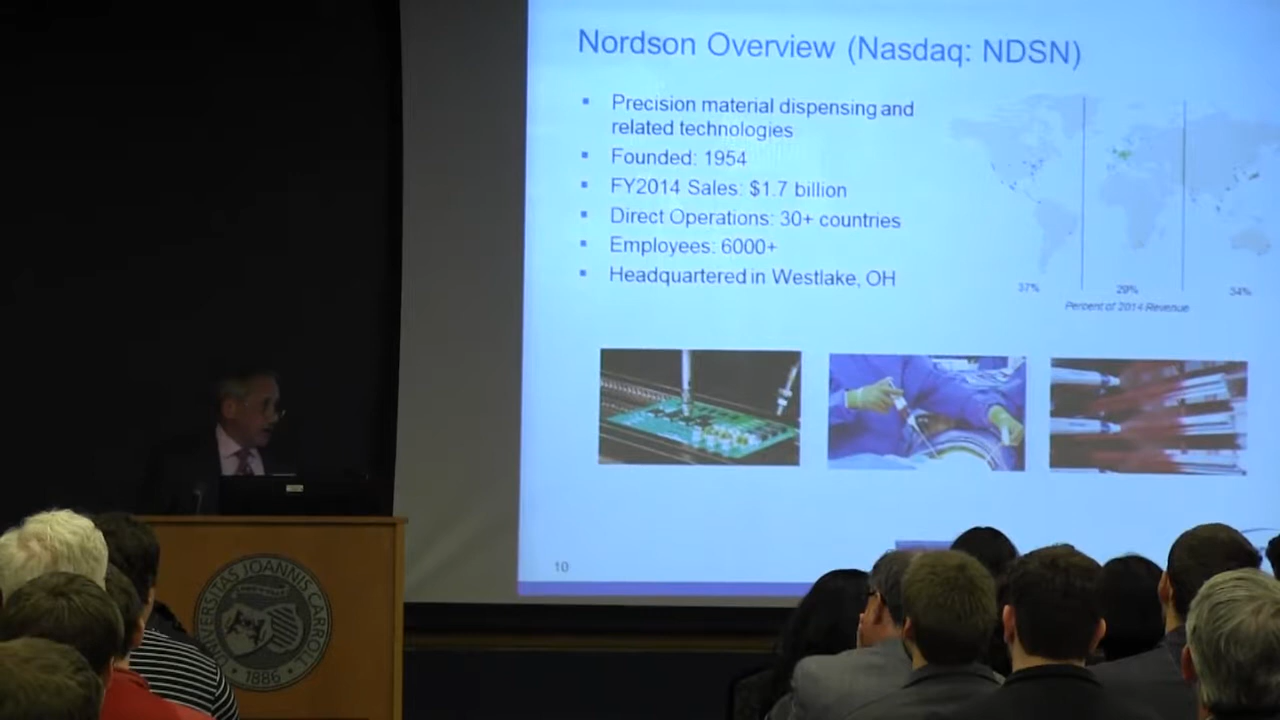 Nordson Overview (Nasdaq: NDSN)
Precision material dispensing and
related technologies
Founded: 1954
FY2014 Sales: $1.7 billion
Direct Operations: 30+ countries
Employees: 6000+
Headquartered in Westlake, OH
37%
29%
34%
Percent of 2014 Revenue
10
UNIVERSITAS JOANNIS CARROLL
1886